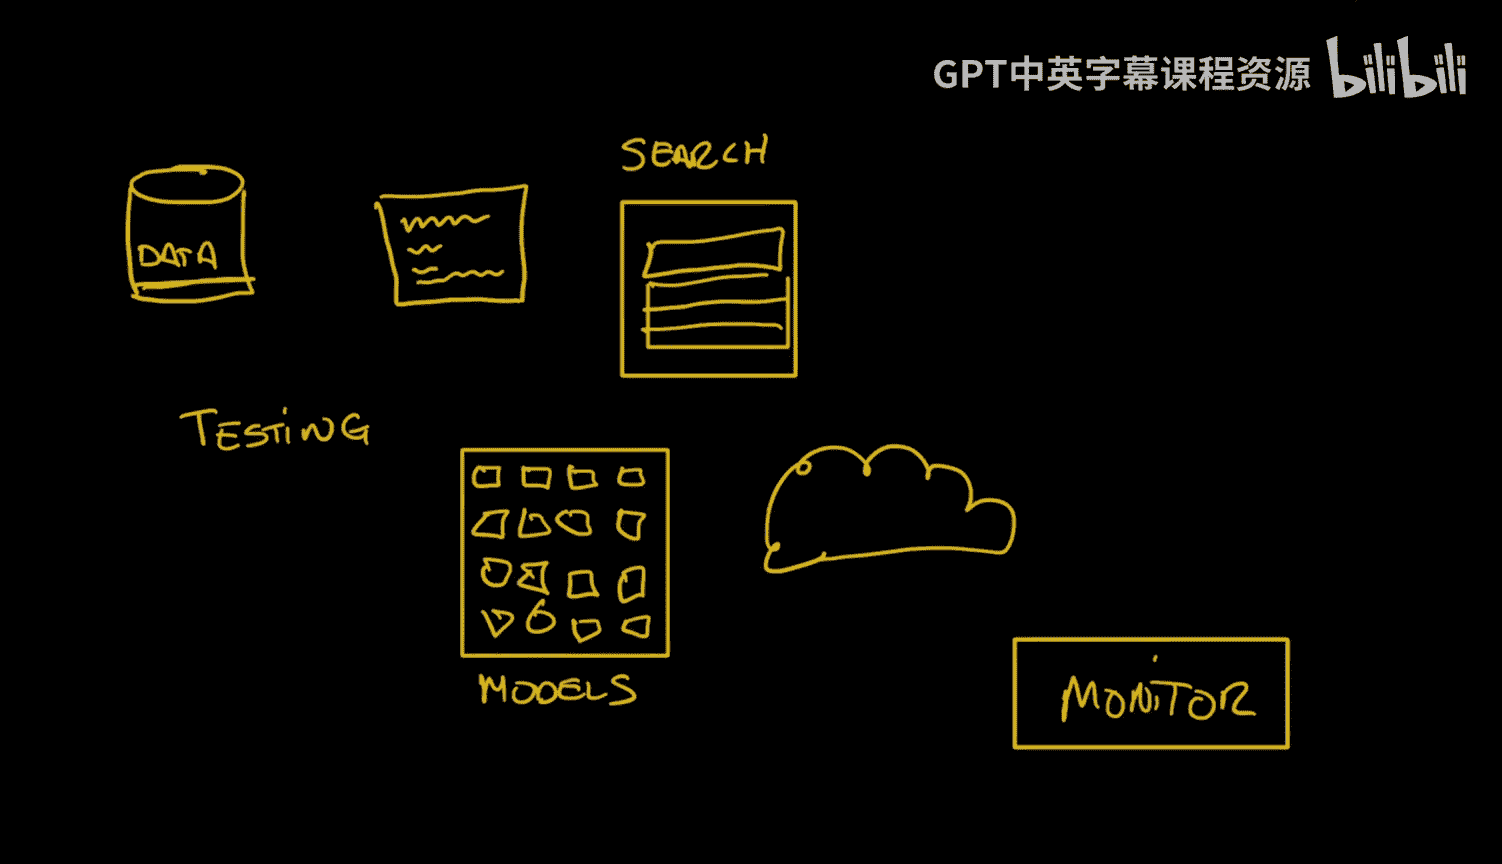 GPT中英字幕课程资源 bilibili
SEARCH
DATA
TESTING
MODELS
MONITOR